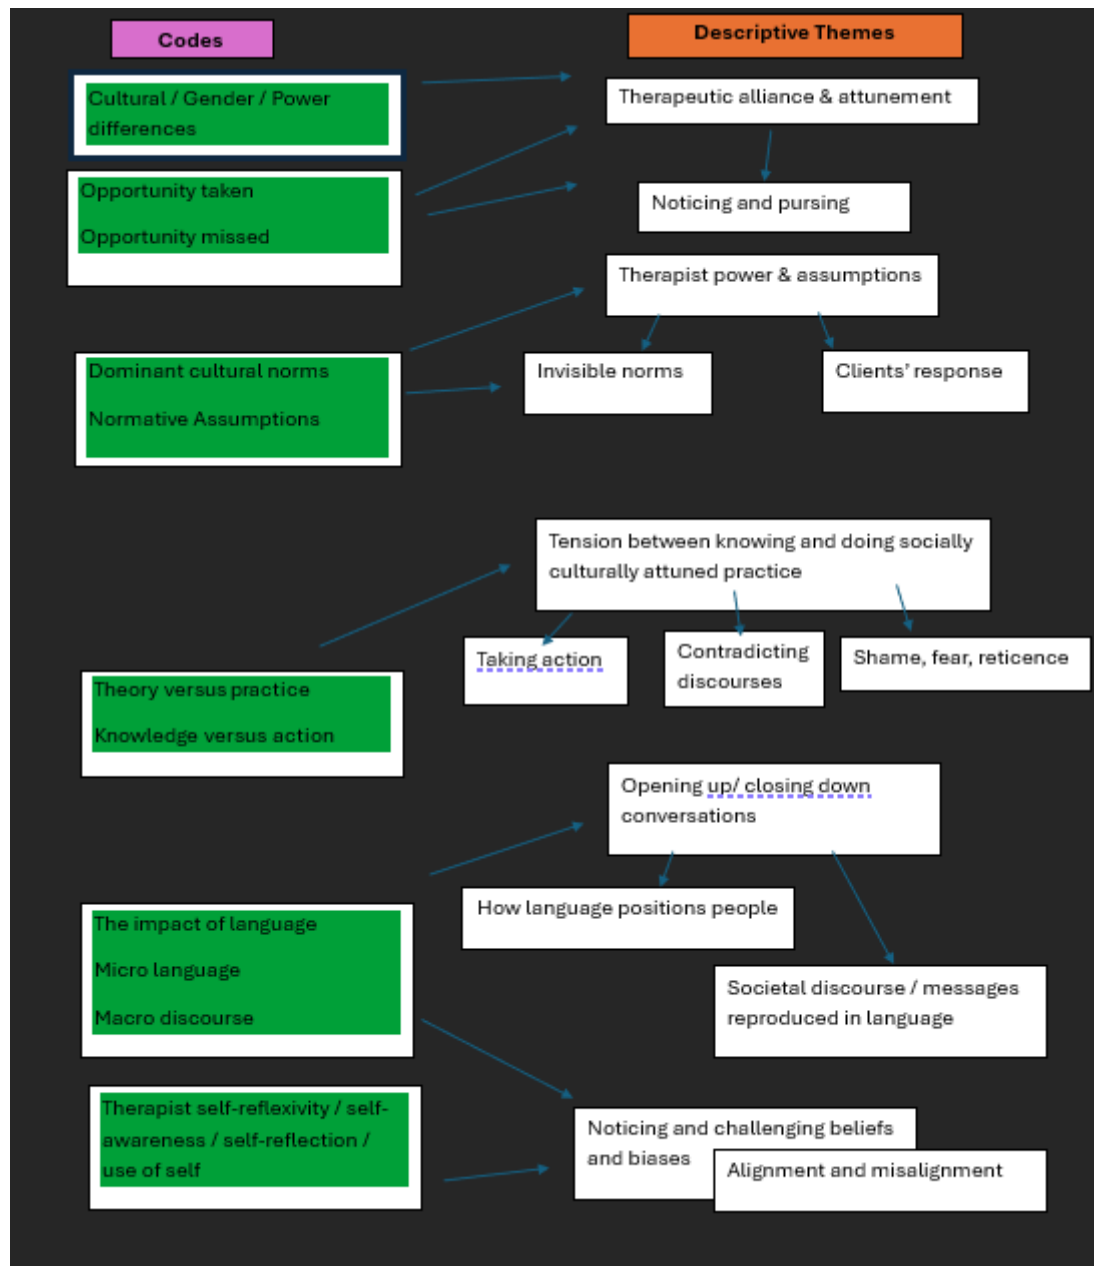 Codes
Descriptive Themes
Cultural / Gender / Power
differences
Therapeutic alliance & attunement
Opportunity taken
Opportunity missed
Noticing and pursing
Therapist power & assumptions
Dominant cultural norms
Normative Assumptions
Invisible norms
Clients’ response
Tension between knowing and doing socially
culturally attuned practice
Taking action
Contradicting
discourses
Shame, fear, reticence
Theory versus practice
Knowledge versus action
Opening up/ closing down
conversations
How language positions people
The impact of language
Micro language
Macro discourse
Societal discourse / messages
reproduced in language
Therapist self-reflexivity / self-
awareness / self-reflection /
use of self
Noticing and challenging beliefs
and biases
Alignment and misalignment